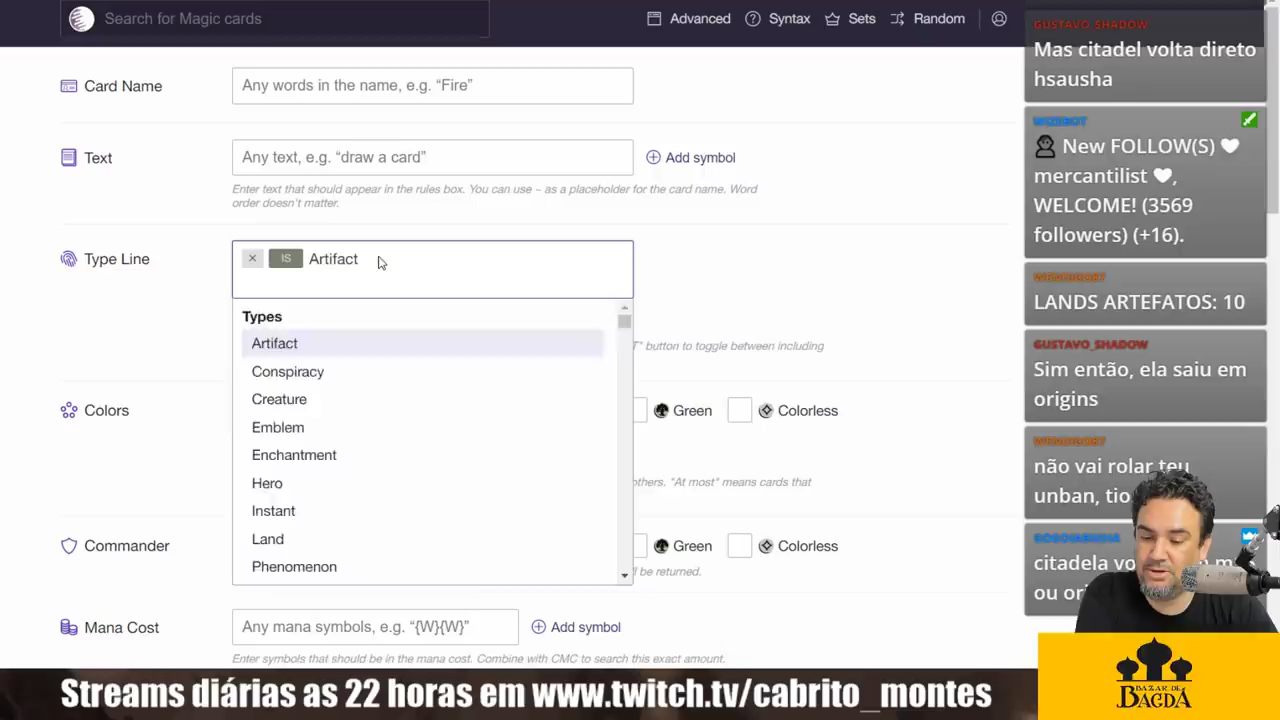 Search for Magic cards
Advanced
Syntax
Sets
Random
Card Name
Any words in the name, e.g. “Fire”
Text
Any text, e.g. “draw a card”
Add symbol
Enter text that should appear in the rules box. You can use ~ as a placeholder for the card name. Word
order doesn't matter.
Type Line
× IS Artifact
Types
Artifact
Conspiracy
Creature
Emblem
Enchantment
Hero
Instant
Land
Phenomenon
" button to toggle between including
Colors
Green
Colorless
others. "At most" means cards that
Commander
Green
Colorless
be returned.
Mana Cost
Any mana symbols, e.g. “{W}{W}”
Add symbol
Enter symbols that should be in the mana cost. Combine with CMC to search this exact amount.
GUSTAVO_SHADOW
Mas citadel volta direto
hsausha
WIZEBOT
New FOLLOW(S)
mercantilist
WELCOME! (3569
followers) (+16).
LANDS ARTEFATOS: 10
GUSTAVO_SHADOW
Sim então, ela saiu em
origins
não vai rolar teu
unban, tio
citadela
ou
Streams diárias as 22 horas em www.twitch.tv/cabrito_montes
BAZAR DE
BAGDÁ